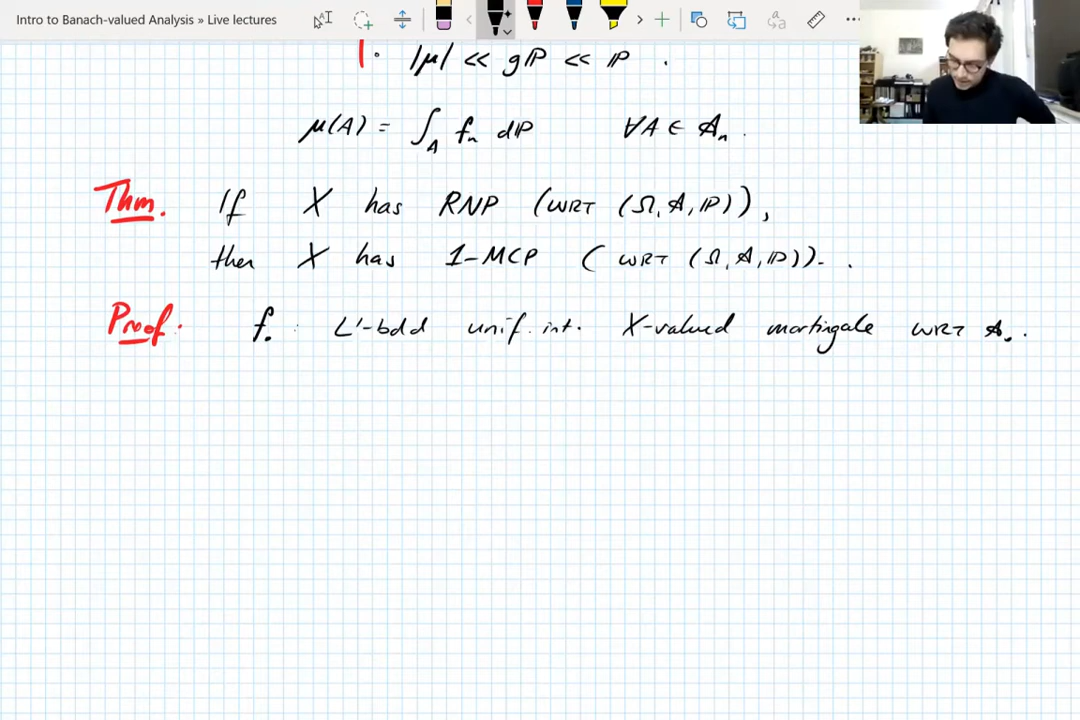 Intro to Banach-valued Analysis » Live lectures
1. |μ| << gℙ << ℙ .
μ(A) = ∫_A f_n dℙ ∀A ∈ 𝒜_n .
Thm. If X has RNP (WRT (Ω, 𝒜, ℙ)),
then X has 1-MCP ( WRT (Ω, 𝒜, ℙ)). .
Proof. f. : L¹-bdd unif. int. X-valued martingale WRT 𝒜. .